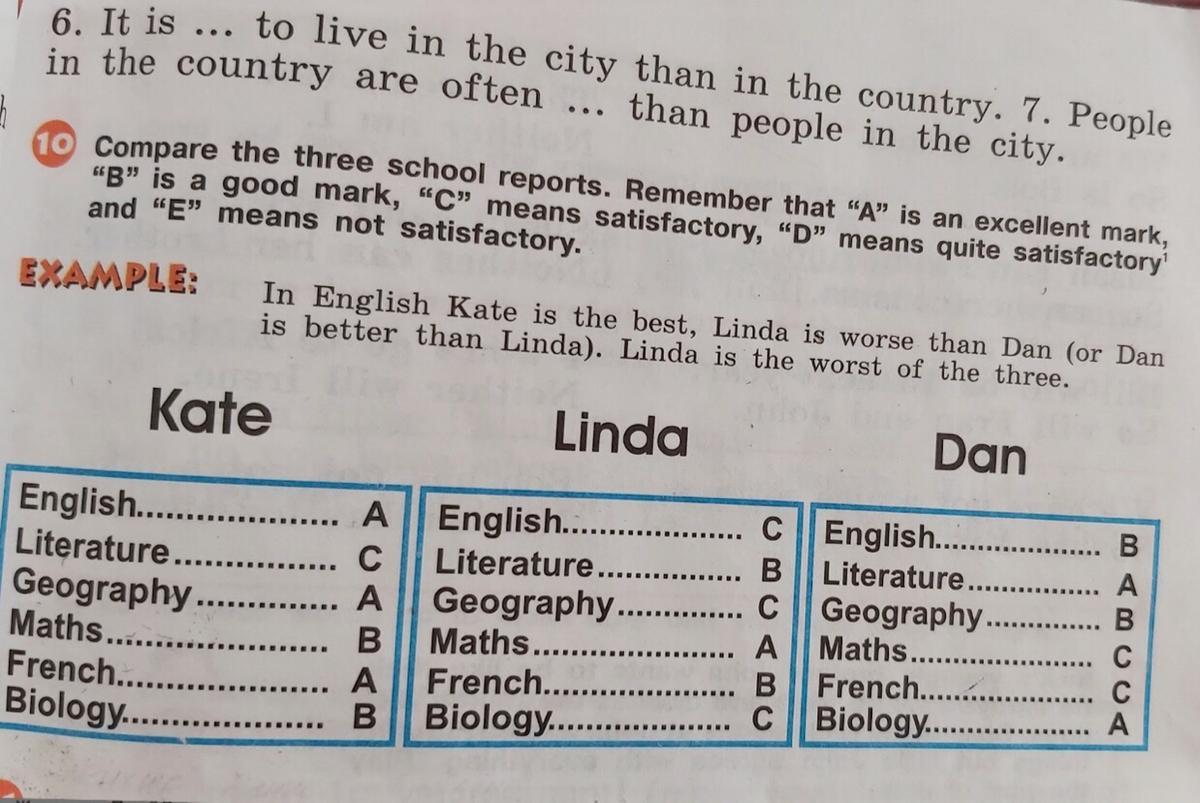 6. It is ... to live in the city than in the country. 7. People
in the country are often ... than people in the city.
10 Compare the three school reports. Remember that “A” is an excellent mark,
“B” is a good mark, “C” means satisfactory, “D” means quite satisfactory¹
and “E” means not satisfactory.
EXAMPLE: In English Kate is the best, Linda is worse than Dan (or Dan
is better than Linda). Linda is the worst of the three.
Kate
English..................... A
Literature................. C
Geography.............. A
Maths....................... B
French..................... A
Biology..................... B
Linda
English.................... C
Literature................ B
Geography.............. C
Maths...................... A
French..................... B
Biology.................... C
Dan
English.................... B
Literature................ A
Geography.............. B
Maths...................... C
French..................... C
Biology.................... A